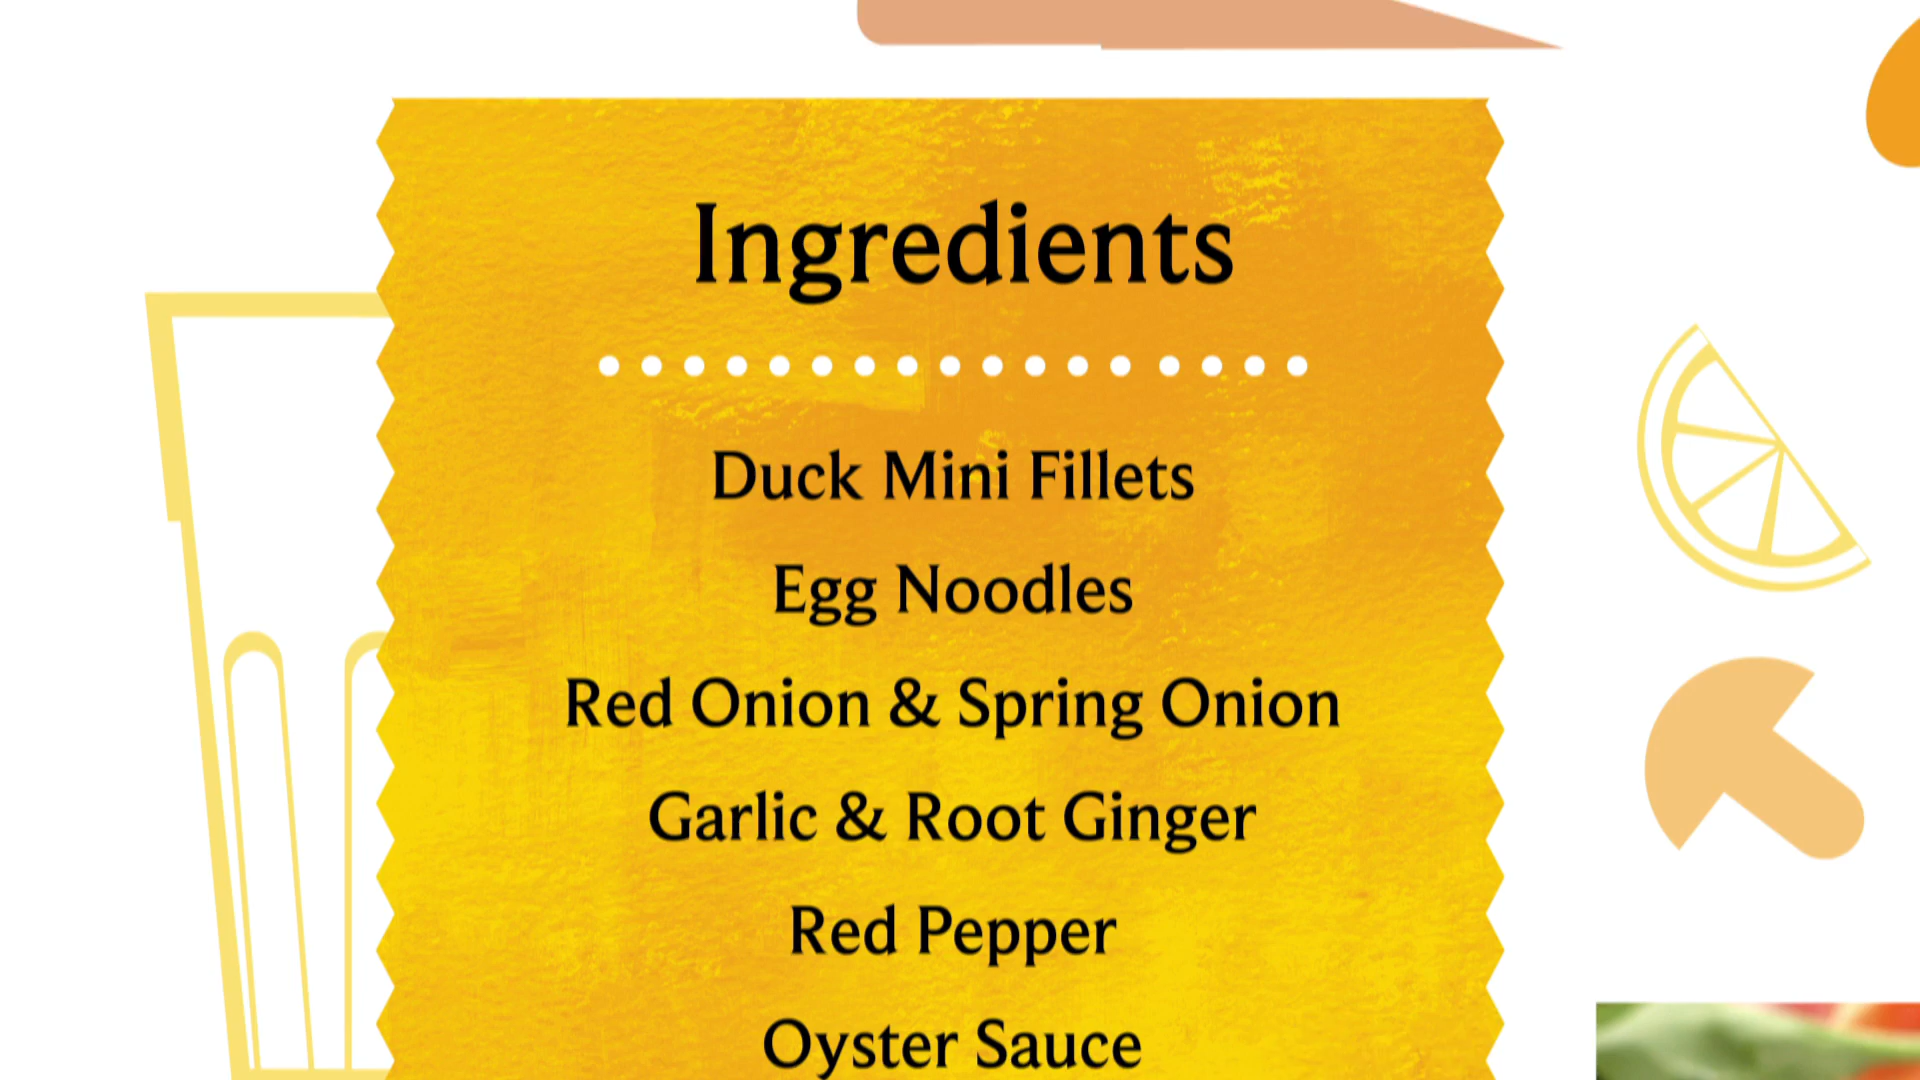 Ingredients
Duck Mini Fillets
Egg Noodles
Red Onion & Spring Onion
Garlic & Root Ginger
Red Pepper
Oyster Sauce